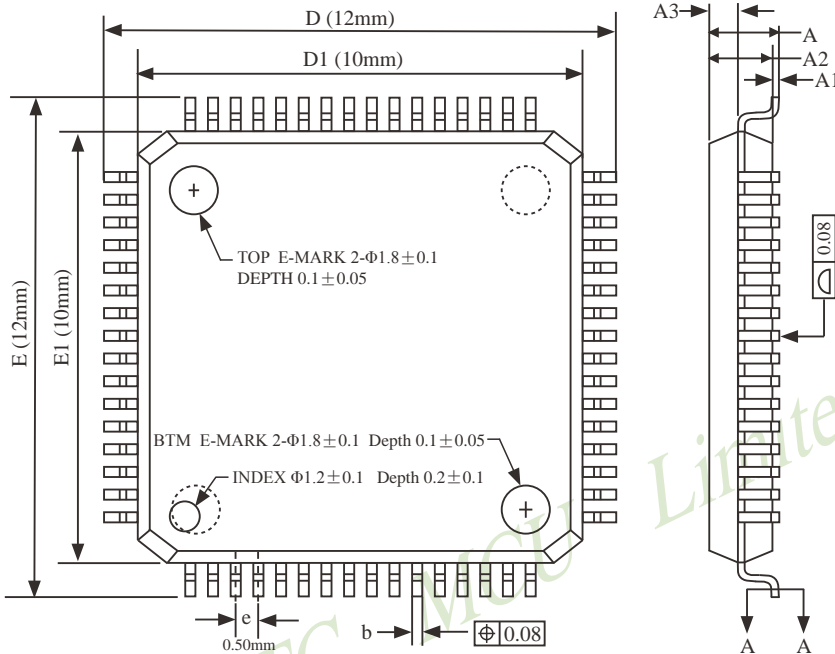 D (12mm)
D1 (10mm)
A3
A
A2
A1
E (12mm)
E1 (10mm)
TOP E-MARK 2-Φ1.8±0.1
DEPTH 0.1±0.05
0.08
BTM E-MARK 2-Φ1.8±0.1 Depth 0.1±0.05
INDEX Φ1.2±0.1 Depth 0.2±0.1
e
0.50mm
b
0.08
A A
MCU